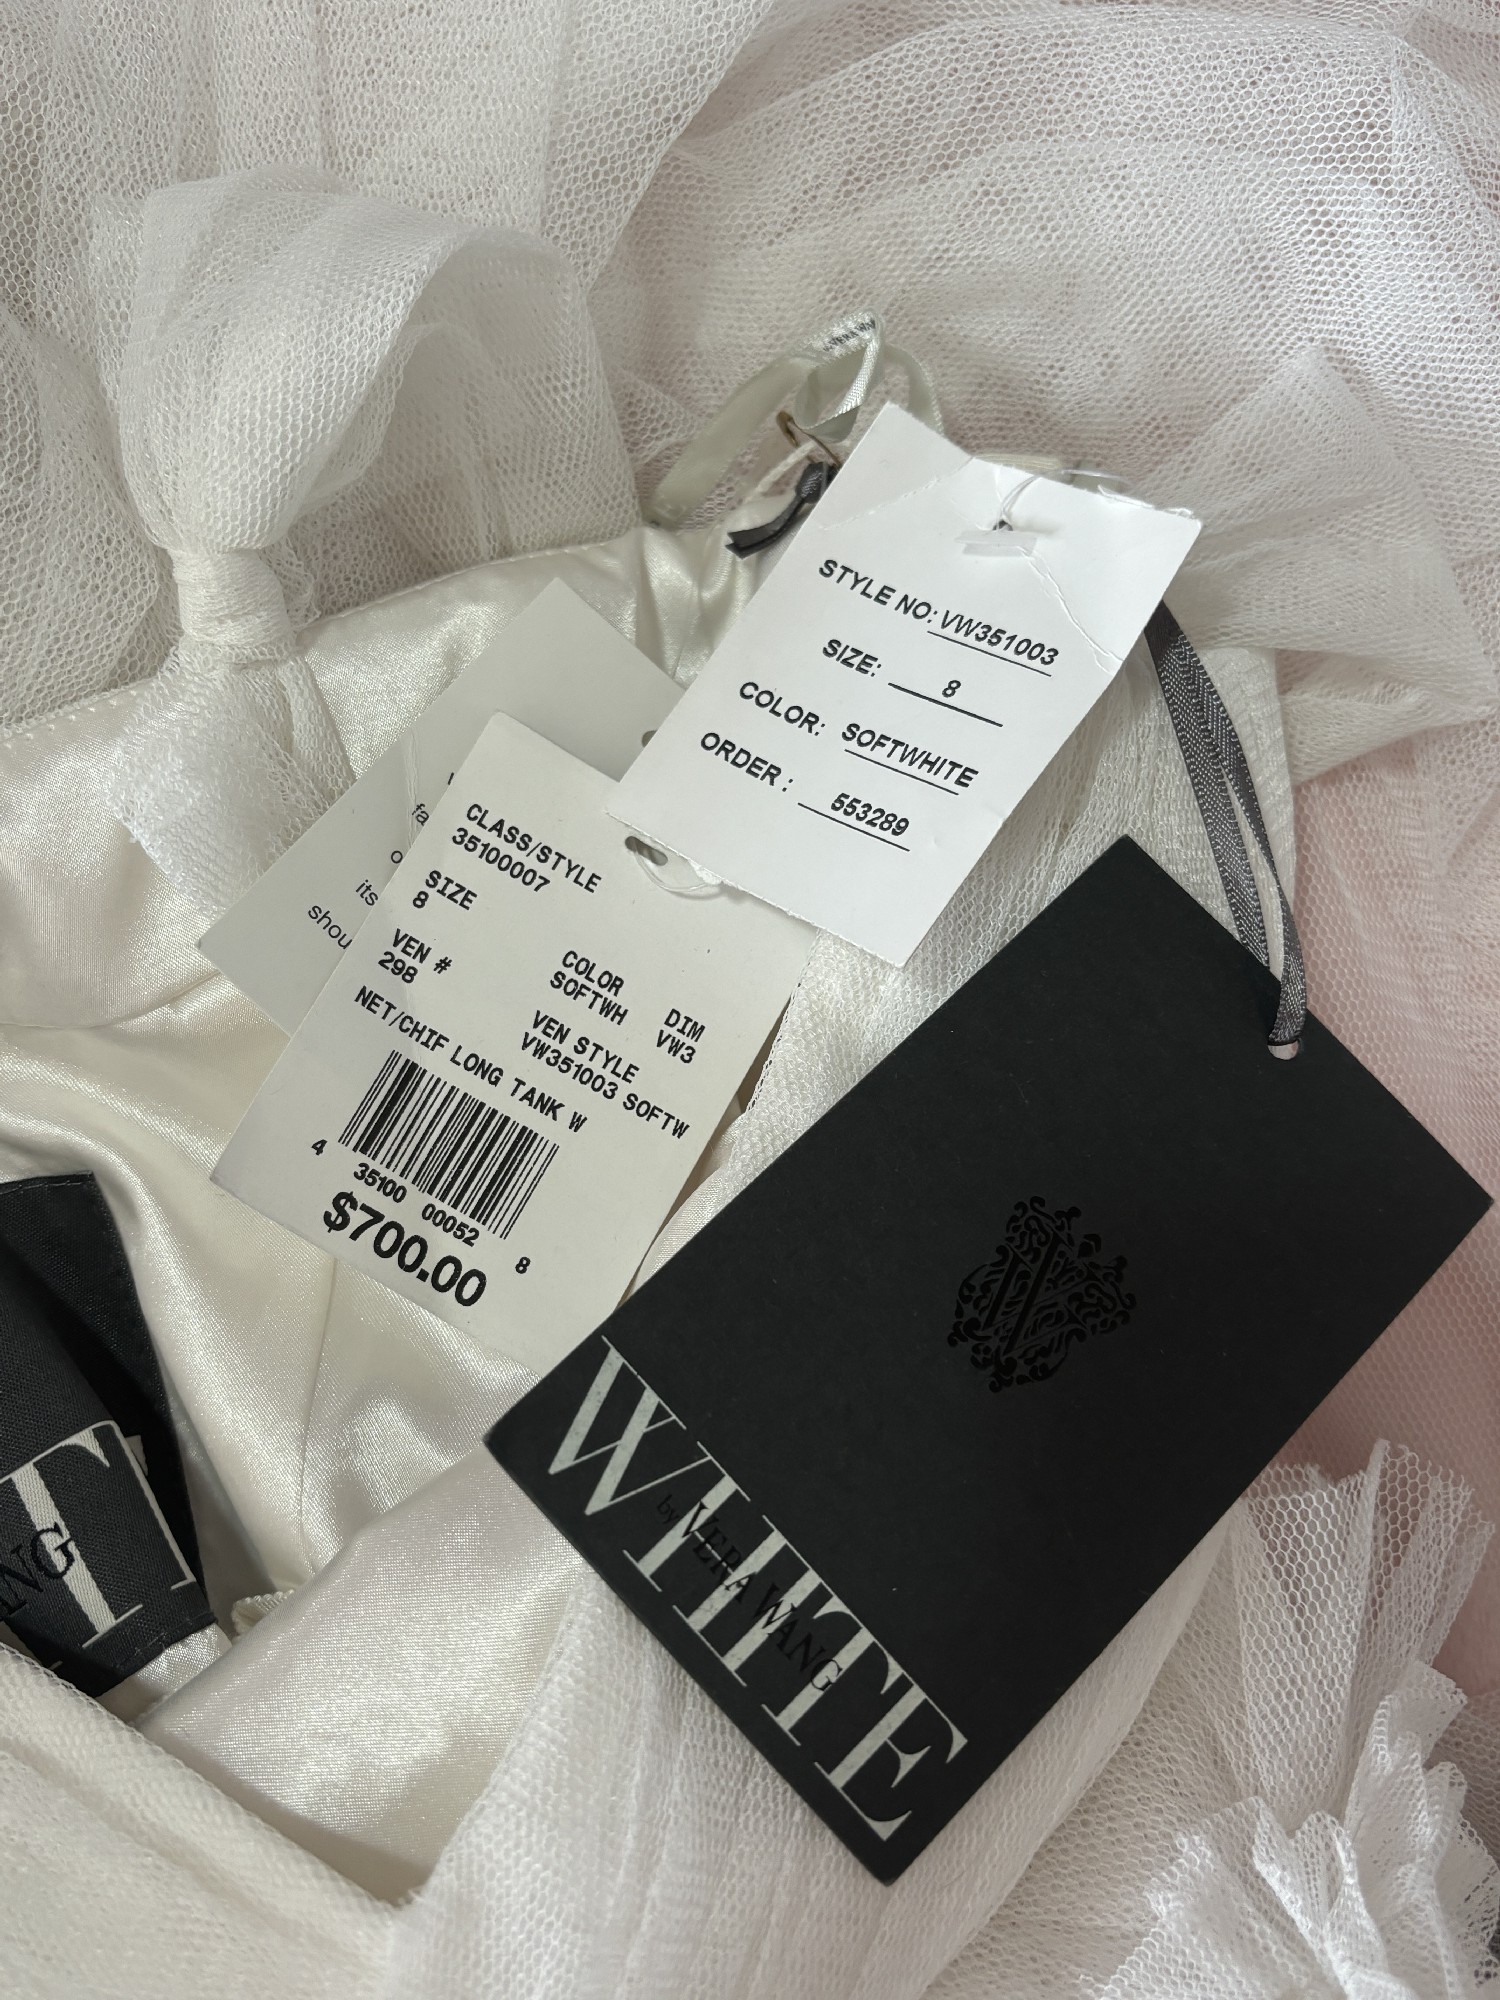 STYLE NO: VW351003
SIZE: 8
COLOR: SOFTWHITE
ORDER: 553289
fa
o
its
shou
CLASS/STYLE
35100007
SIZE
8
COLOR
SOFTWH
DIM
VW3
VEN #
298
VEN STYLE
VW351003 SOFTW
NET/CHIF LONG TANK W
4 35100 00052 8
$700.00
WHITE
by VERA WANG
T
ANG